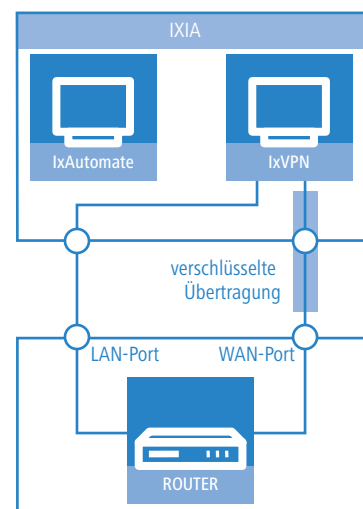 IXIA
IxAutomate
IxVPN
verschlüsselte
Übertragung
LAN-Port
WAN-Port
ROUTER